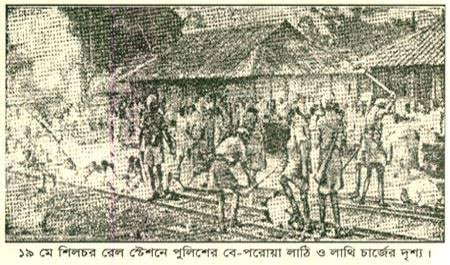 ১৯ মে শিলচর রেল স্টেশনে পুলিশের বে-পরোয়া লাঠি ও লাথি চার্জের দৃশ্য।